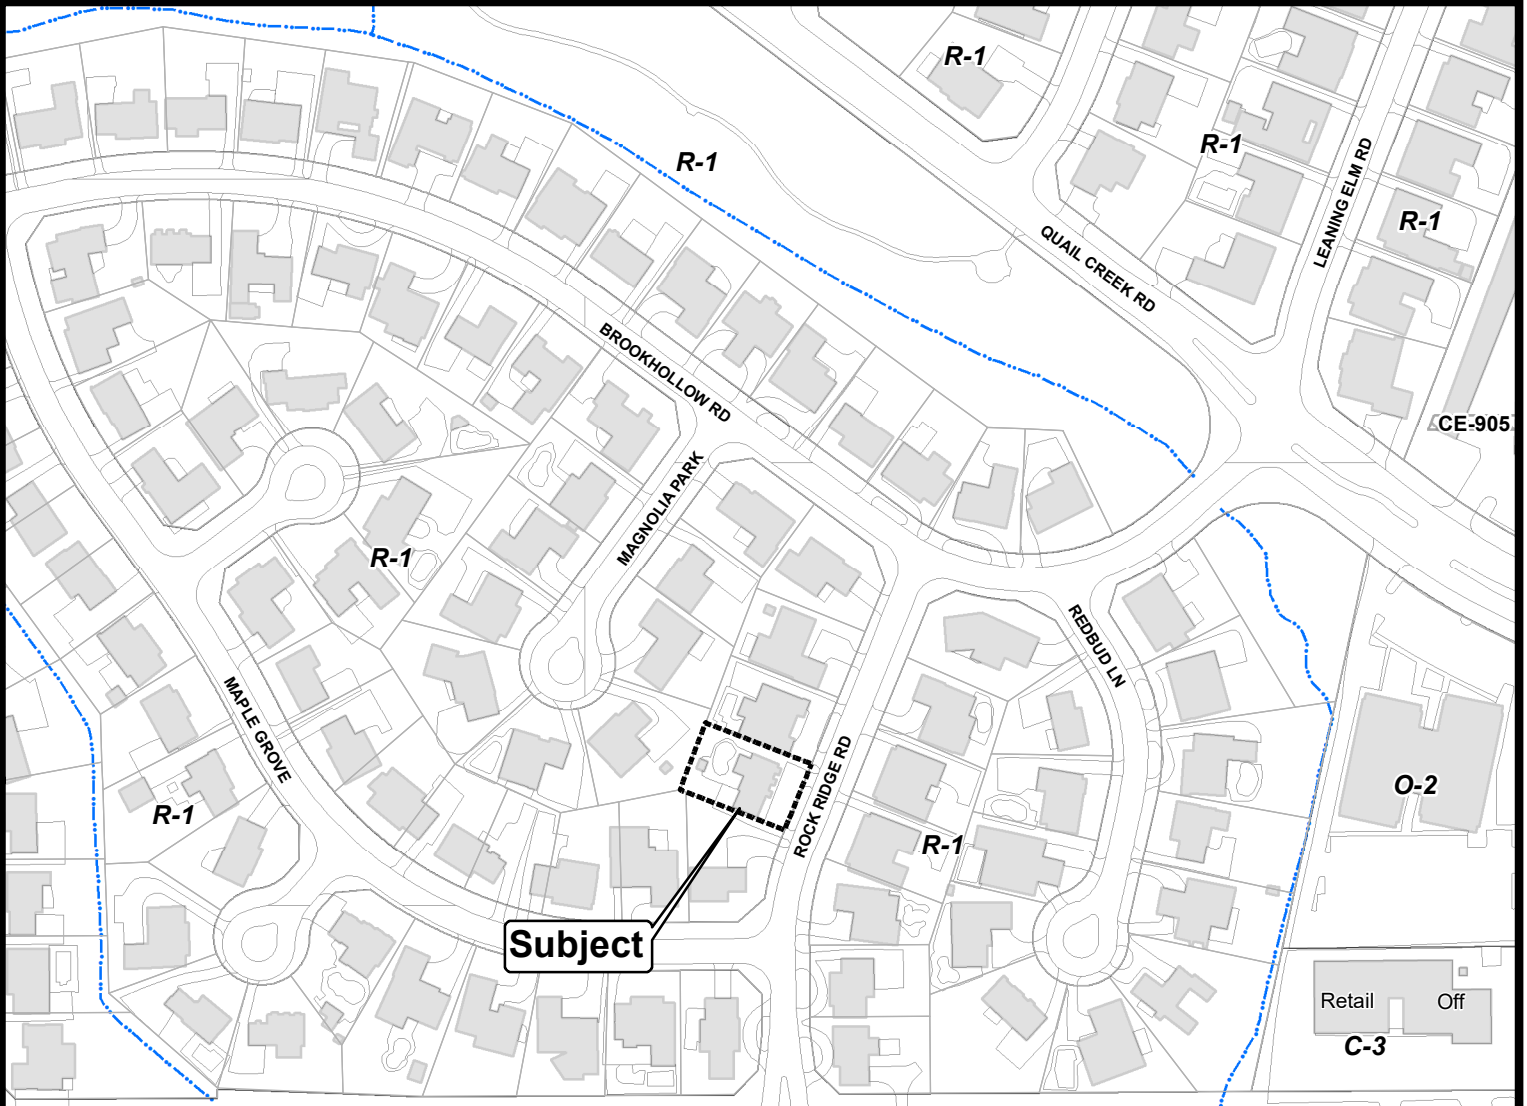 R-1
R-1
R-1
LEANING ELM RD
R-1
QUAIL CREEK RD
BROOKHOLLOW RD
CE-905
MAGNOLIA PARK
R-1
REDBUD LN
MAPLE GROVE
ROCK RIDGE RD
O-2
R-1
R-1
Subject
Retail
Off
C-3